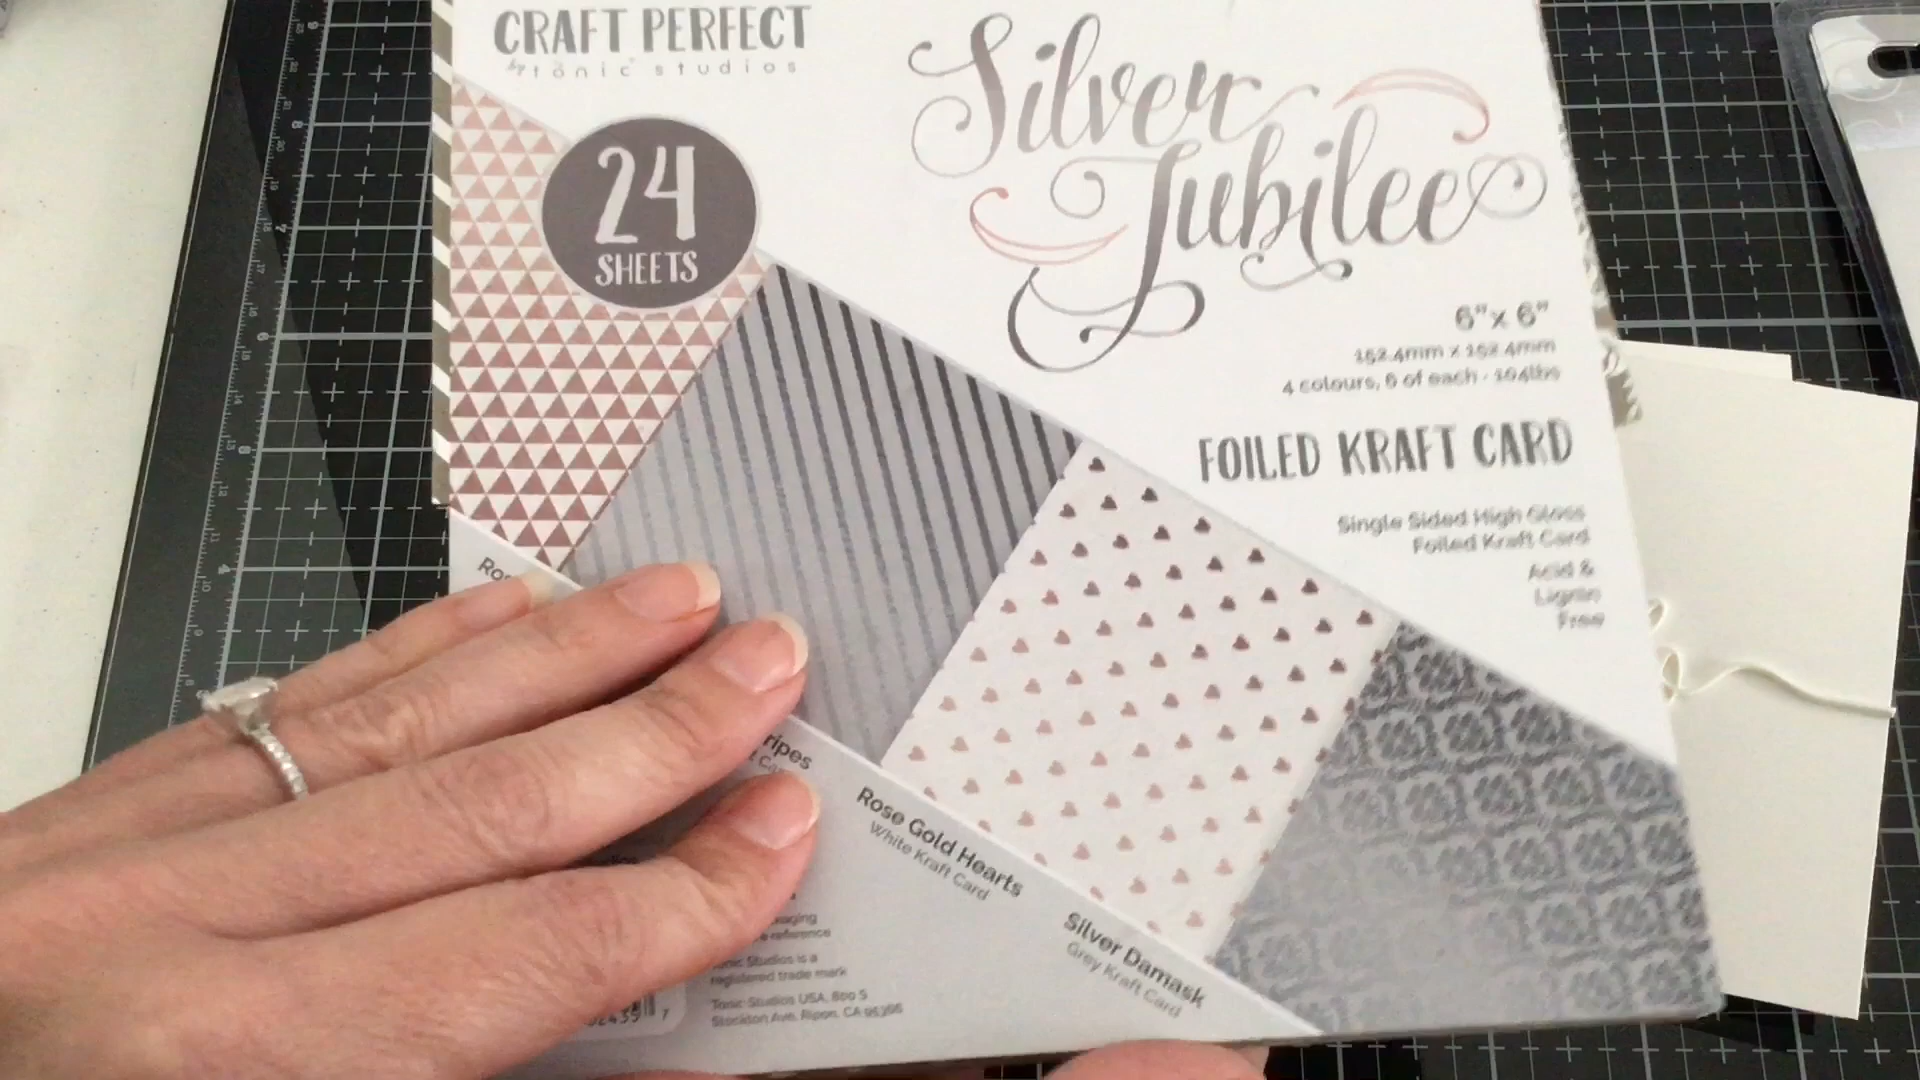 CRAFT PERFECT
by tonic studios
Silver
Jubilee
24
SHEETS
6" x 6"
152.4mm x 152.4mm
4 colours, 6 of each - 104lbs
FOILED KRAFT CARD
Single Sided High Gloss
Foiled Kraft Card
Acid &
Lignin
Free
Rose Gold Hearts
White Kraft Card
Silver Damask
Grey Kraft Card
Tonic Studios is a
registered trade mark
Tonic Studios USA, 800 S
Stockton Ave, Ripon, CA 95366